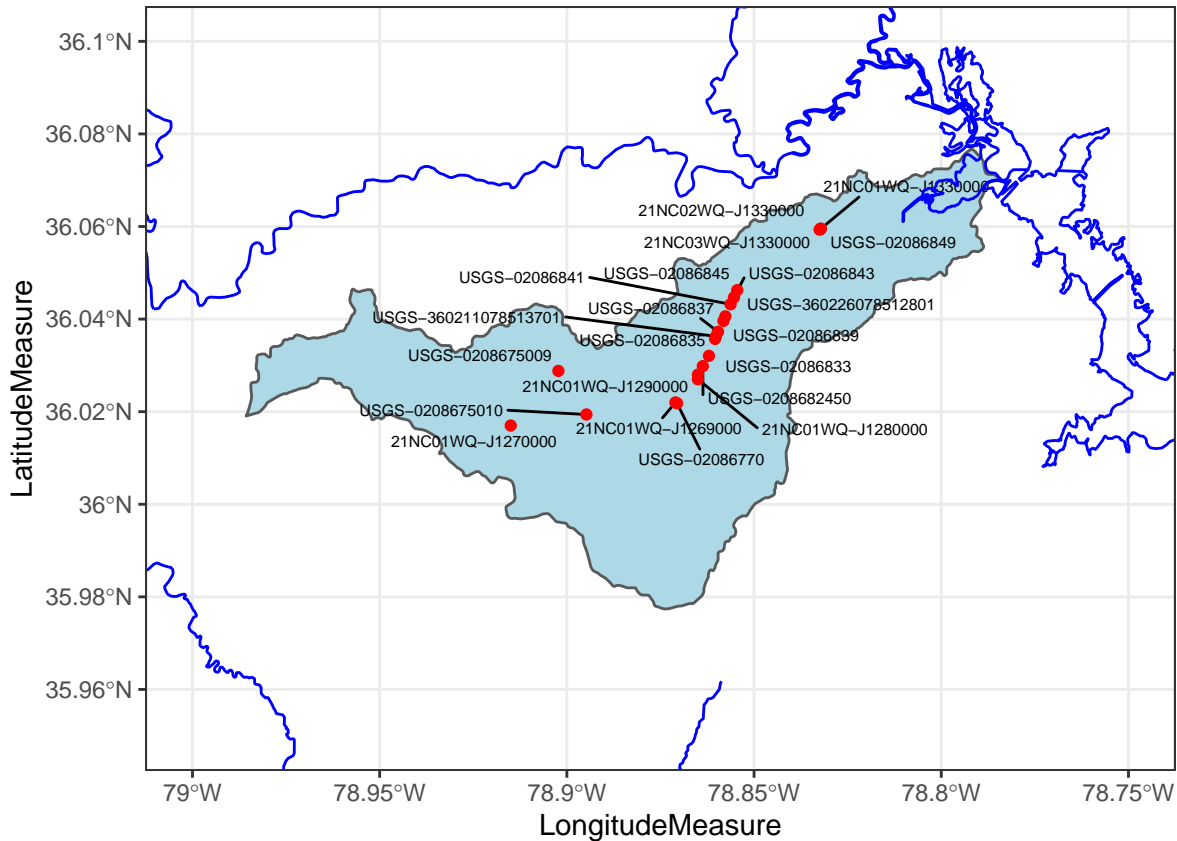 36.1°N
36.08°N
36.06°N
36.04°N
36.02°N
36°N
35.98°N
35.96°N
LatitudeMeasure
21NC01WQ−J1330000
21NC02WQ−J1330000
21NC03WQ−J1330000
USGS−02086849
USGS−02086845
USGS−02086843
USGS−02086841
USGS−360226078512801
USGS−02086837
USGS−360211078513701
USGS−02086839
USGS−02086835
USGS−0208675009
USGS−02086833
21NC01WQ−J1290000
USGS−0208682450
USGS−0208675010
21NC01WQ−J1269000
21NC01WQ−J1280000
21NC01WQ−J1270000
USGS−02086770
79°W
78.95°W
78.9°W
78.85°W
78.8°W
78.75°W
LongitudeMeasure